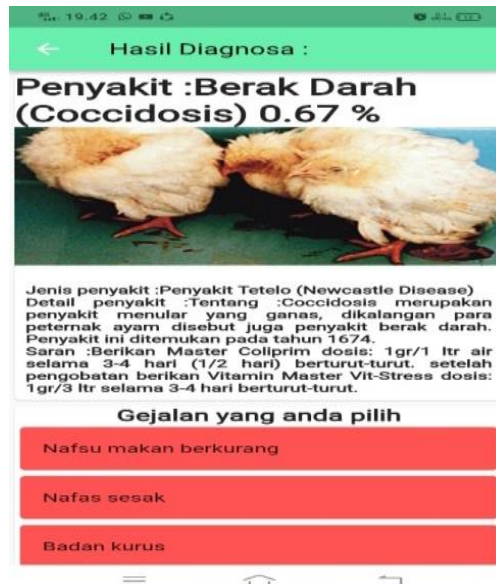 19.42
Hasil Diagnosa :
Penyakit :Berak Darah
(Coccidosis) 0.67 %
Jenis penyakit :Penyakit Tetelo (Newcastle Disease)
Detail penyakit :Tentang :Coccidosis merupakan
penyakit menular yang ganas, dikalangan para
peternak ayam disebut juga penyakit berak darah.
Penyakit ini ditemukan pada tahun 1674.
Saran :Berikan Master Coliprim dosis: 1gr/1 ltr air
selama 3-4 hari (1/2 hari) berturut-turut. setelah
pengobatan berikan Vitamin Master Vit-Stress dosis:
1gr/3 ltr selama 3-4 hari berturut-turut.
Gejalan yang anda pilih
Nafsu makan berkurang
Nafas sesak
Badan kurus